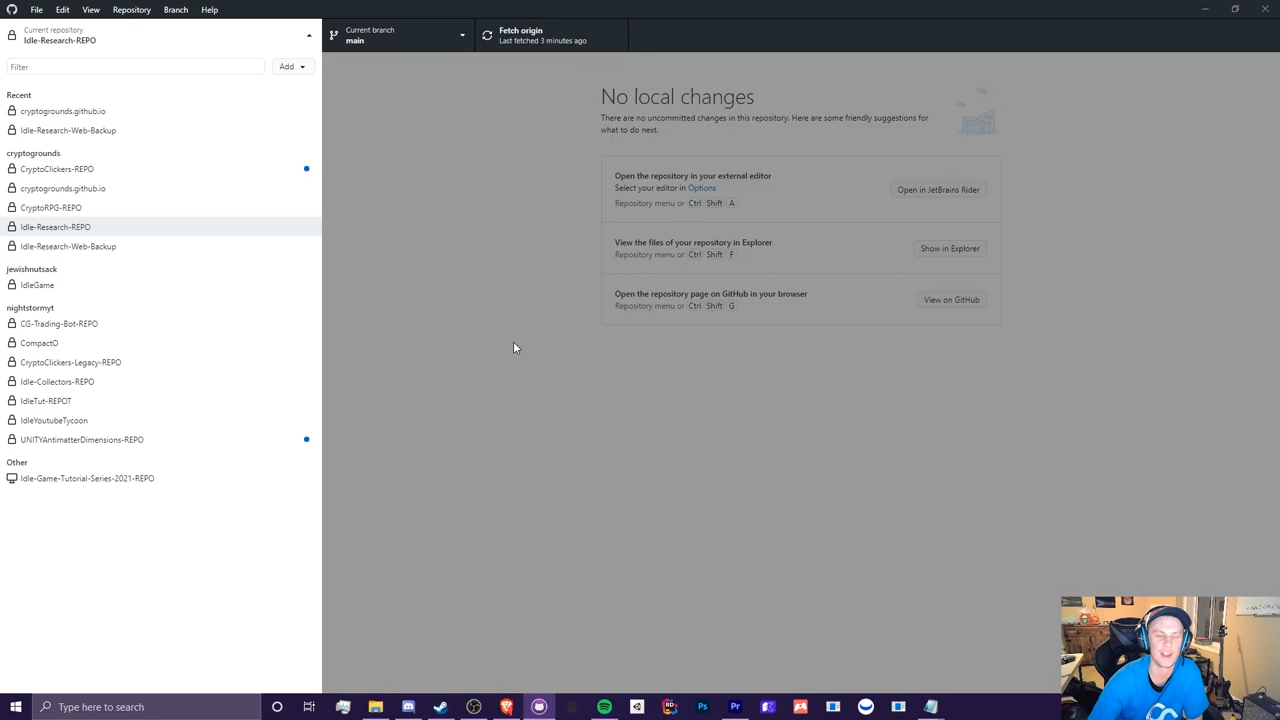 File Edit View Repository Branch Help
Current repository
Idle-Research-REPO
Current branch
main
Fetch origin
Last fetched 3 minutes ago
Filter
Add
Recent
cryptogrounds.github.io
Idle-Research-Web-Backup
cryptogrounds
CryptoClickers-REPO
cryptogrounds.github.io
CryptoRPG-REPO
Idle-Research-REPO
Idle-Research-Web-Backup
jewishnutsack
IdleGame
nightstormyt
CG-Trading-Bot-REPO
CompactO
CryptoClickers-Legacy-REPO
Idle-Collectors-REPO
IdleTut-REPOT
IdleYoutubeTycoon
UNITYAntimatterDimensions-REPO
Other
Idle-Game-Tutorial-Series-2021-REPO
No local changes
There are no uncommitted changes in this repository. Here are some friendly suggestions for
what to do next.
Open the repository in your external editor
Select your editor in Options
Repository menu or Ctrl Shift A
Open in JetBrains Rider
View the files of your repository in Explorer
Repository menu or Ctrl Shift F
Show in Explorer
Open the repository page on GitHub in your browser
Repository menu or Ctrl Shift G
View on GitHub
Type here to search
RD
Ps
Pr